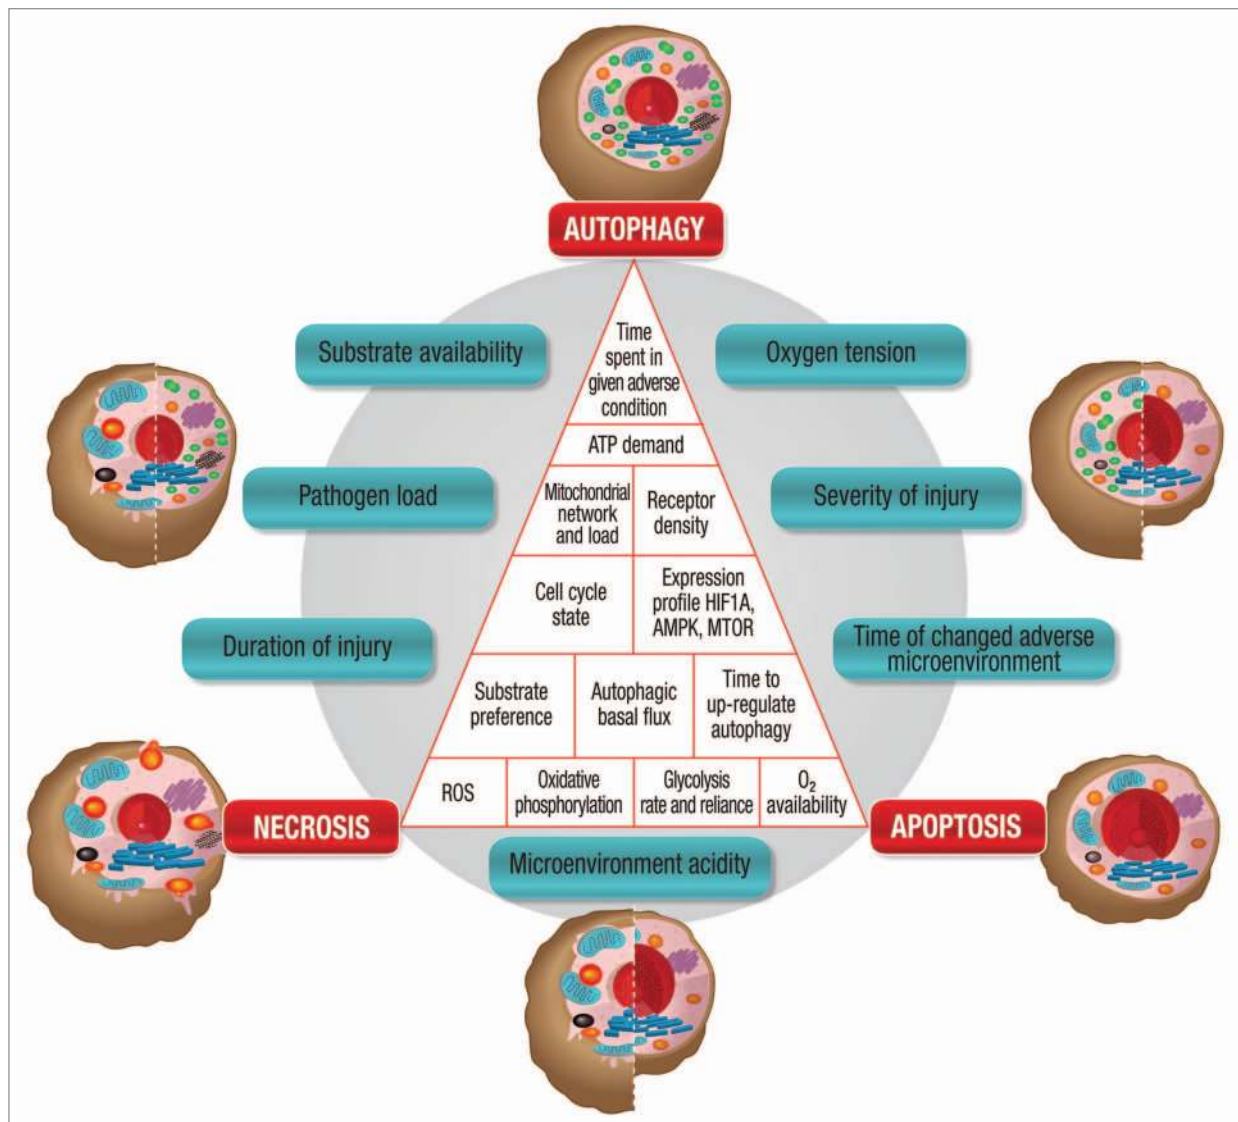 AUTOPHAGY
Substrate availability
Oxygen tension
Time
spent in
given adverse
condition
ATP demand
Pathogen load
Mitochondrial
network
and load
Receptor
density
Severity of injury
Cell cycle
state
Expression
profile HIF1A,
AMPK, MTOR
Duration of injury
Time of changed adverse
microenvironment
Substrate
preference
Autophagic
basal flux
Time to
up-regulate
autophagy
NECROSIS
ROS
Oxidative
phosphorylation
Glycolysis
rate and reliance
O₂
availability
APOPTOSIS
Microenvironment acidity